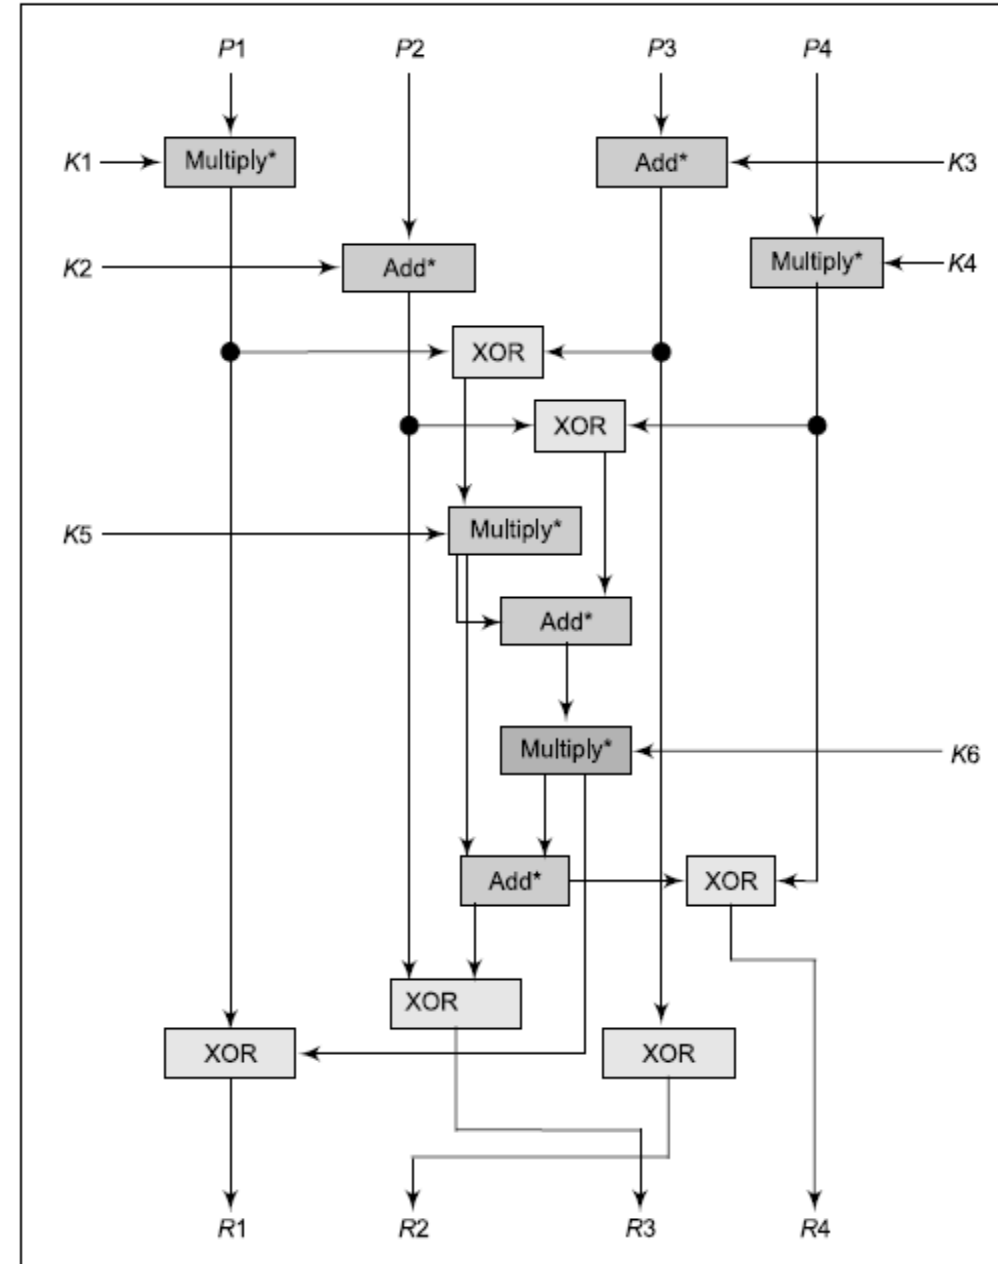 P1 P2 P3 P4
K1 Multiply* Add* K3
K2 Add* Multiply* K4
XOR
XOR
K5 Multiply*
Add*
Multiply* K6
Add* XOR
XOR
XOR XOR
R1 R2 R3 R4